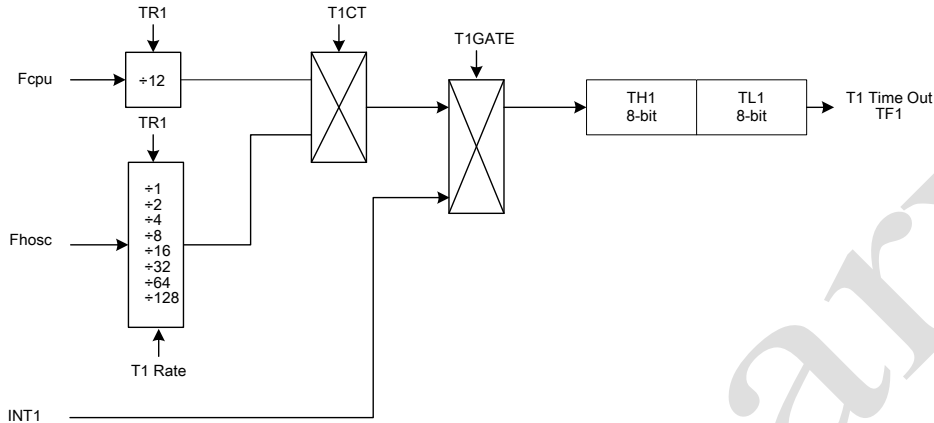 TR1
T1CT
T1GATE
Fcpu
÷12
TH1
8-bit
TL1
8-bit
T1 Time Out
TF1
TR1
÷1
÷2
÷4
÷8
÷16
÷32
÷64
÷128
Fhosc
T1 Rate
INT1